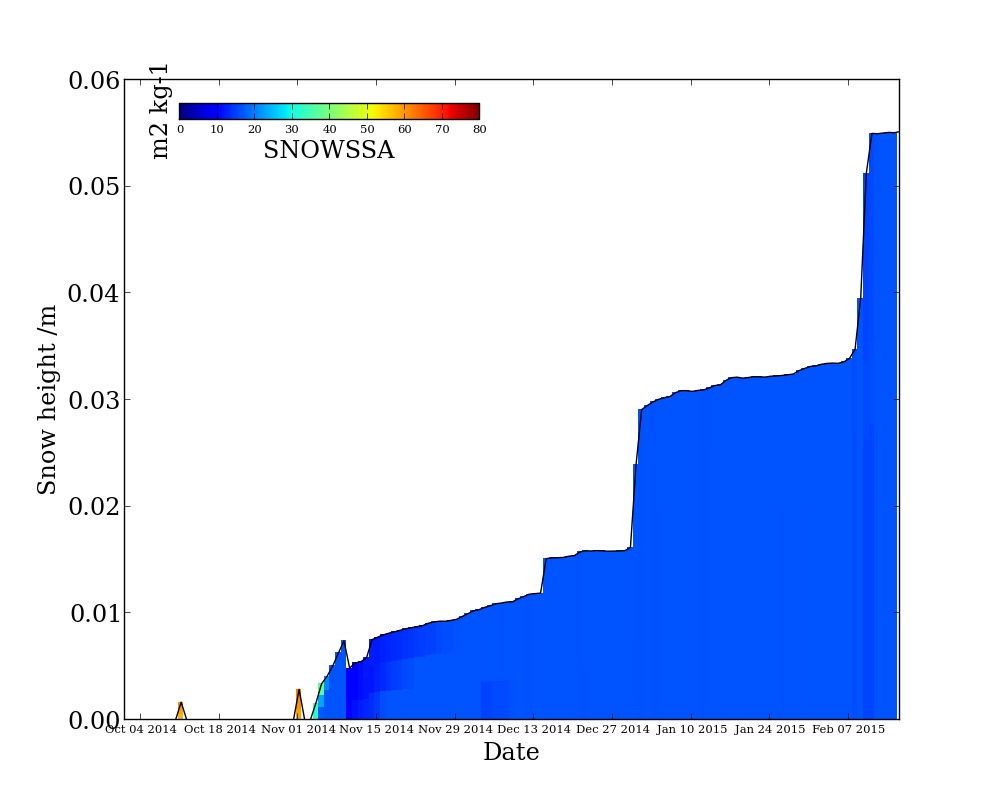 0.06
m2 kg-1
0 10 20 30 40 50 60 70 80
SNOWSSA
0.05
0.04
Snow height /m
0.03
0.02
0.01
0.00
Oct 04 2014 Oct 18 2014 Nov 01 2014 Nov 15 2014 Nov 29 2014 Dec 13 2014 Dec 27 2014 Jan 10 2015 Jan 24 2015 Feb 07 2015
Date